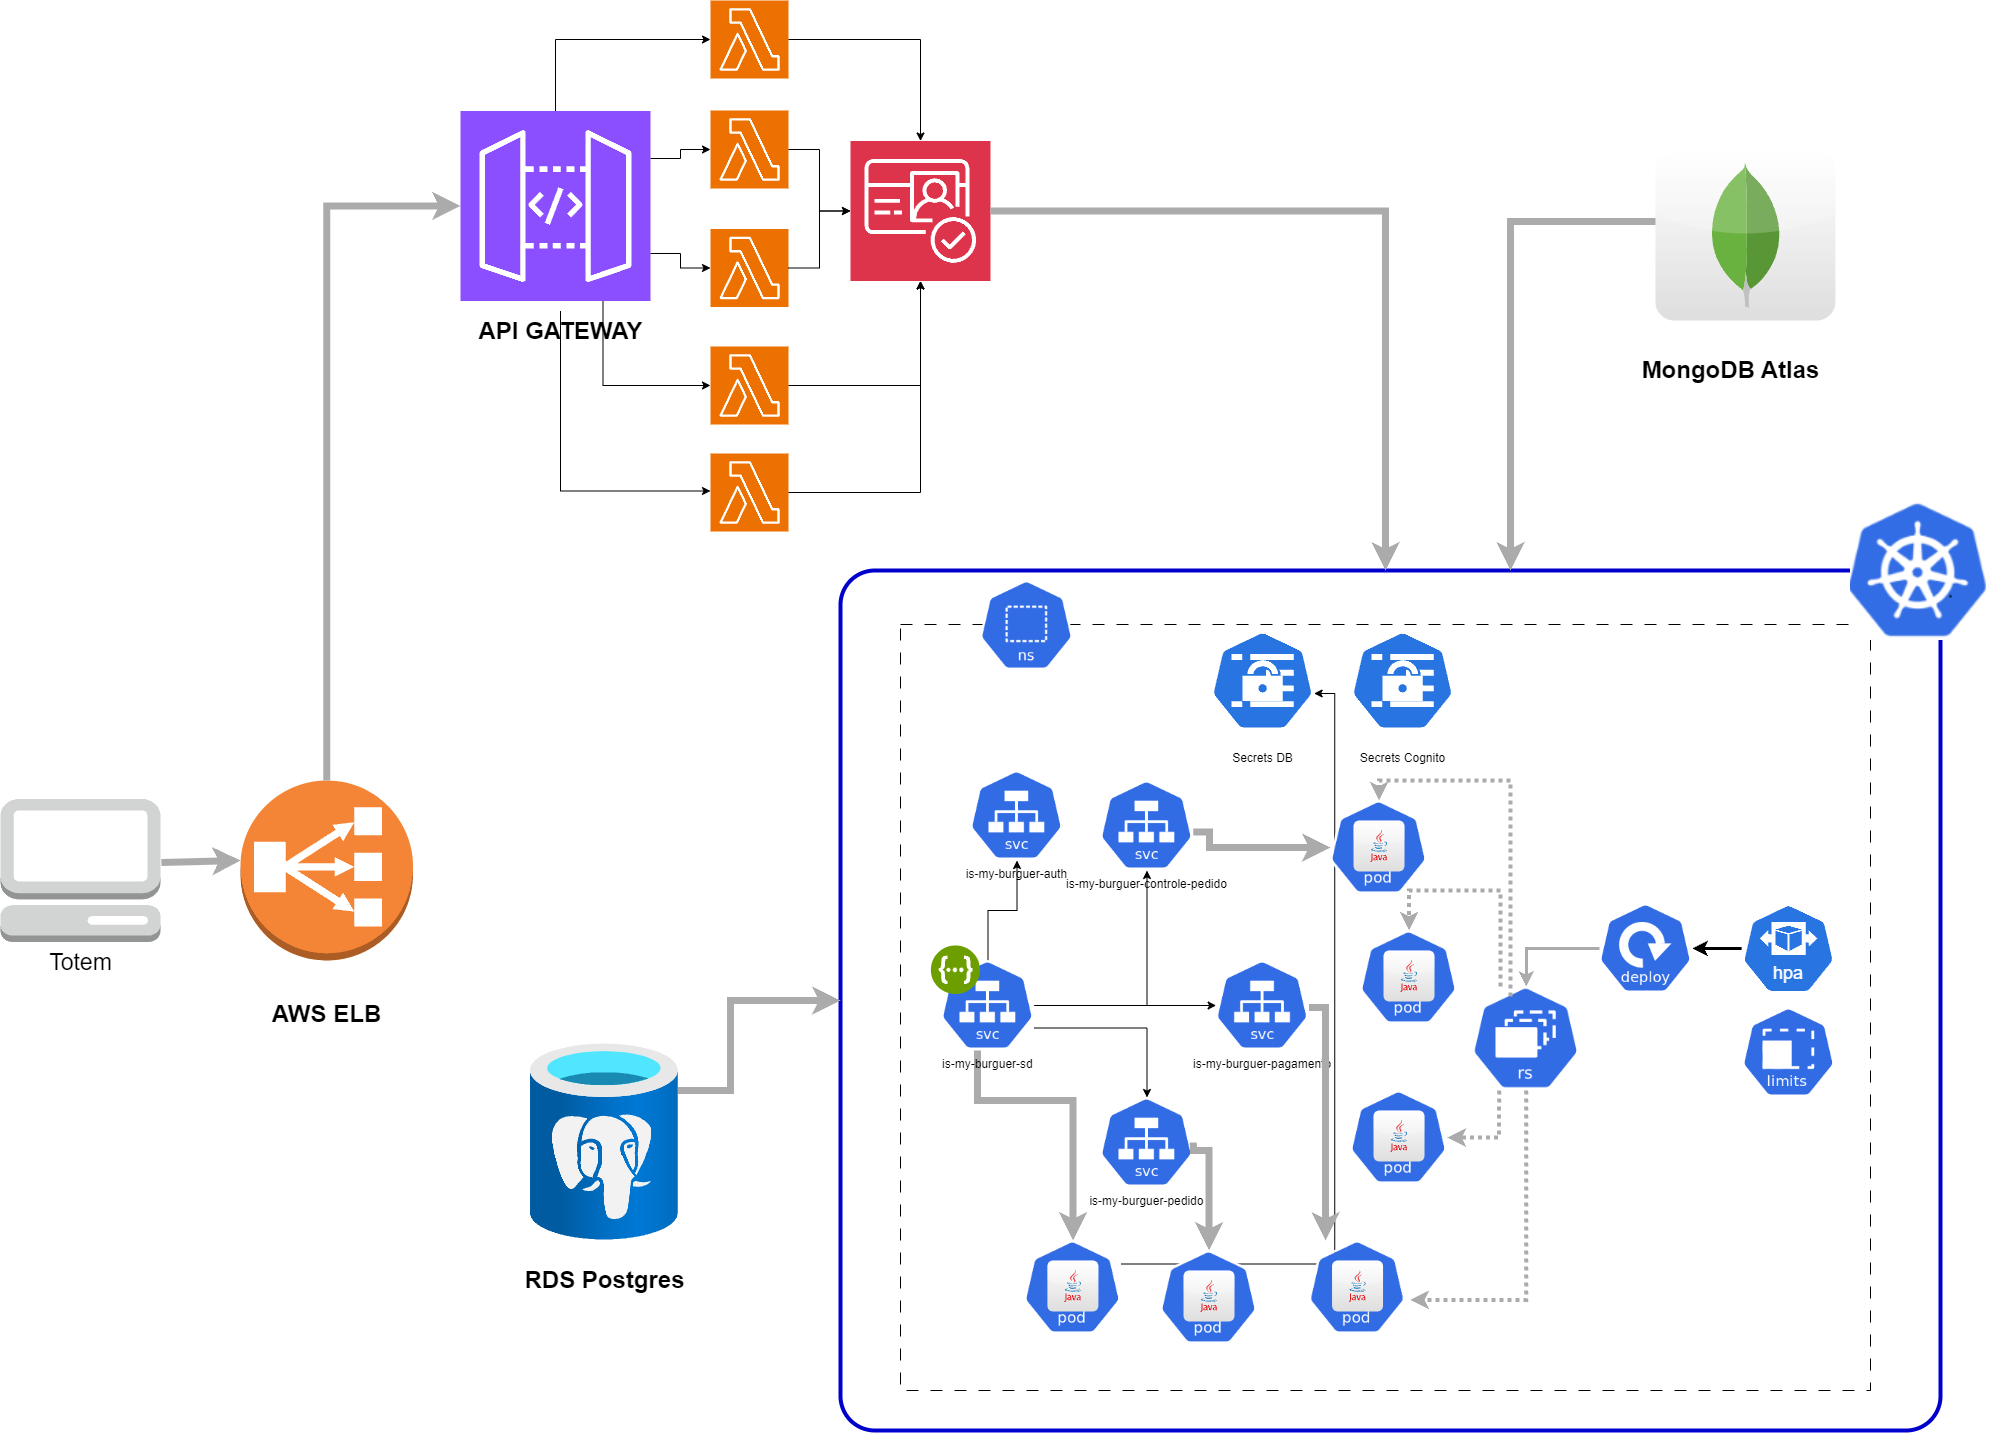 API GATEWAY
MongoDB Atlas
ns
Secrets DB
Secrets Cognito
svc
is-my-burguer-auth
svc
is-my-burguer-controle-pedido
Java
pod
Java
pod
deploy
hpa
Totem
AWS ELB
{...}
svc
is-my-burguer-sd
svc
is-my-burguer-pagamento
rs
limits
svc
is-my-burguer-pedido
Java
pod
RDS Postgres
Java
pod
Java
pod
Java
pod